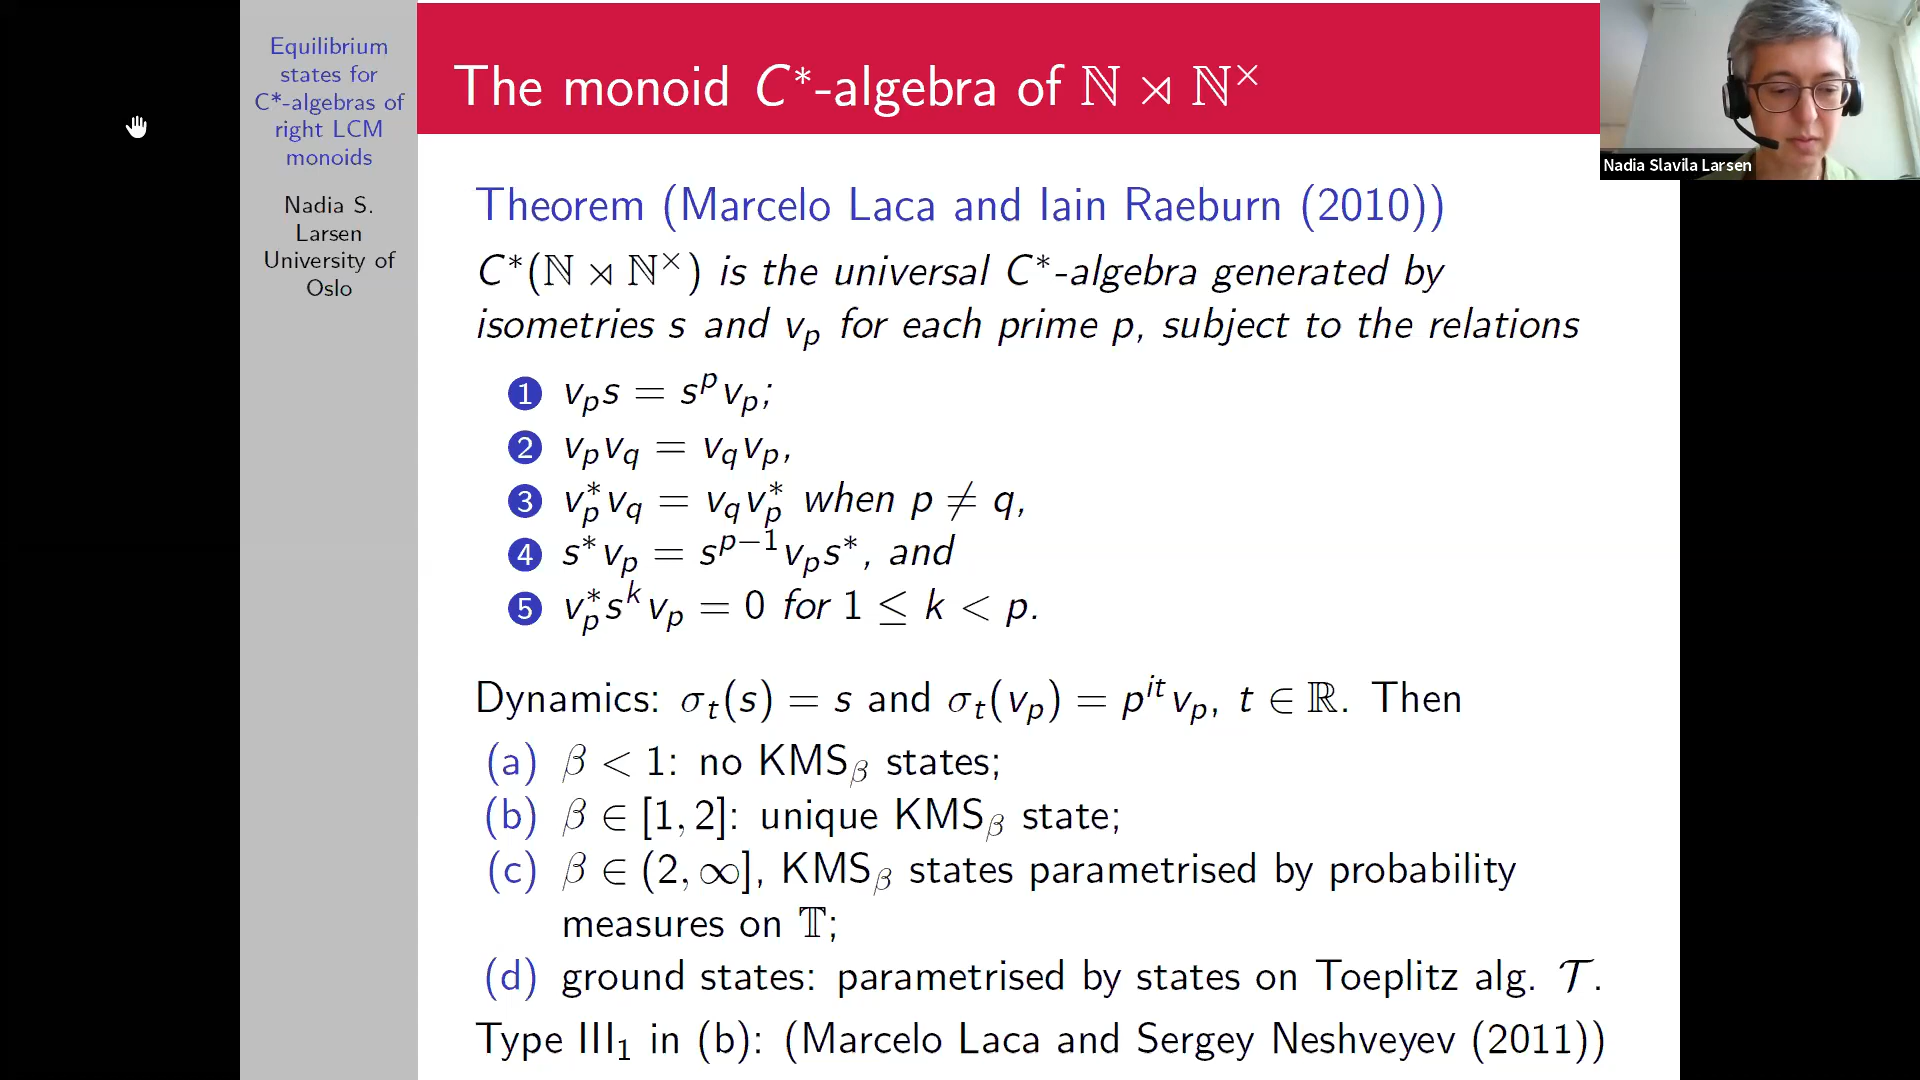 Equilibrium
states for
C*-algebras of
right LCM
monoids
Nadia S.
Larsen
University of
Oslo
The monoid C*-algebra of ℕ ⋊ ℕ^×
Nadia Slavila Larsen
Theorem (Marcelo Laca and Iain Raeburn (2010))
C*(ℕ ⋊ ℕ^×) is the universal C*-algebra generated by
isometries s and v_p for each prime p, subject to the relations
1 v_p s = s^p v_p;
2 v_p v_q = v_q v_p,
3 v_p^* v_q = v_q v_p^* when p ≠ q,
4 s^* v_p = s^{p−1} v_p s^*, and
5 v_p^* s^k v_p = 0 for 1 ≤ k < p.
Dynamics: σ_t(s) = s and σ_t(v_p) = p^{it} v_p, t ∈ ℝ. Then
(a) β < 1: no KMS_β states;
(b) β ∈ [1, 2]: unique KMS_β state;
(c) β ∈ (2, ∞], KMS_β states parametrised by probability
measures on 𝕋;
(d) ground states: parametrised by states on Toeplitz alg. 𝒯.
Type III_1 in (b): (Marcelo Laca and Sergey Neshveyev (2011))